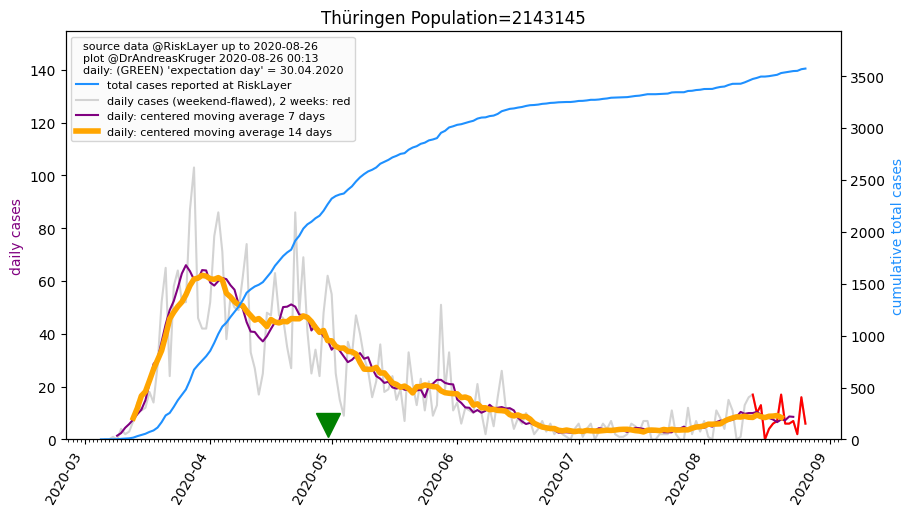 Thüringen Population=2143145
source data @RiskLayer up to 2020-08-26
plot @DrAndreasKruger 2020-08-26 00:13
daily: (GREEN) 'expectation day' = 30.04.2020
total cases reported at RiskLayer
daily cases (weekend-flawed), 2 weeks: red
daily: centered moving average 7 days
daily: centered moving average 14 days
daily cases
140
120
100
80
60
40
20
0
3500
3000
2500
2000
1500
1000
500
0
cumulative total cases
2020-03
2020-04
2020-05
2020-06
2020-07
2020-08
2020-09